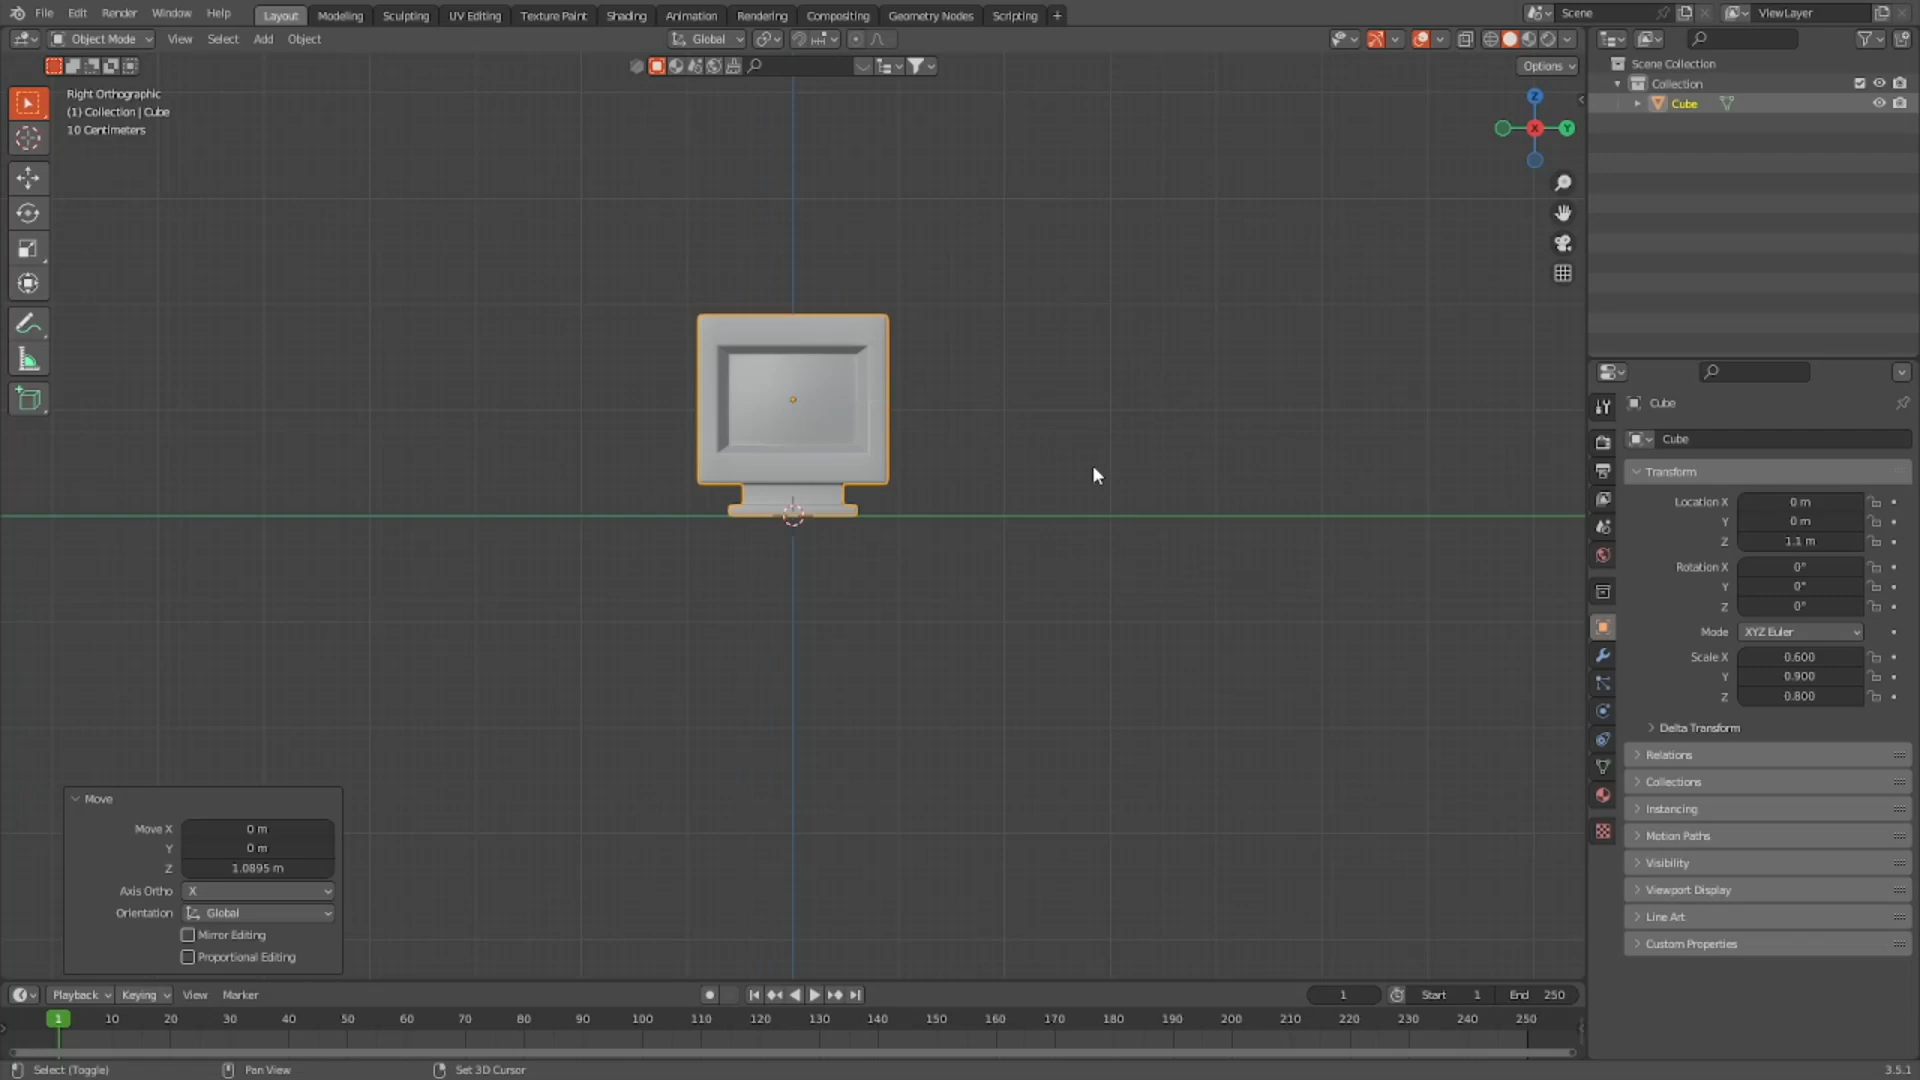 File Edit Render Window Help Layout Modeling Sculpting UV Editing Texture Paint Shading Animation Rendering Compositing Geometry Nodes Scripting + Scene ViewLayer
Object Mode View Select Add Object Global
Options
Right Orthographic
(1) Collection | Cube
10 Centimeters
Z
X
Y
Scene Collection
Collection
Cube
Cube
Cube
Transform
Location X 0 m
Y 0 m
Z 1.1 m
Rotation X 0°
Y 0°
Z 0°
Mode XYZ Euler
Scale X 0.600
Y 0.900
Z 0.800
Delta Transform
Relations
Collections
Instancing
Motion Paths
Visibility
Viewport Display
Line Art
Custom Properties
Move
Move X 0 m
Y 0 m
Z 1.0895 m
Axis Ortho X
Orientation Global
Mirror Editing
Proportional Editing
Playback Keying View Marker 1 Start 1 End 250
1 10 20 30 40 50 60 70 80 90 100 110 120 130 140 150 160 170 180 190 200 210 220 230 240 250
Select (Toggle) Pan View Set 3D Cursor 3.5.1